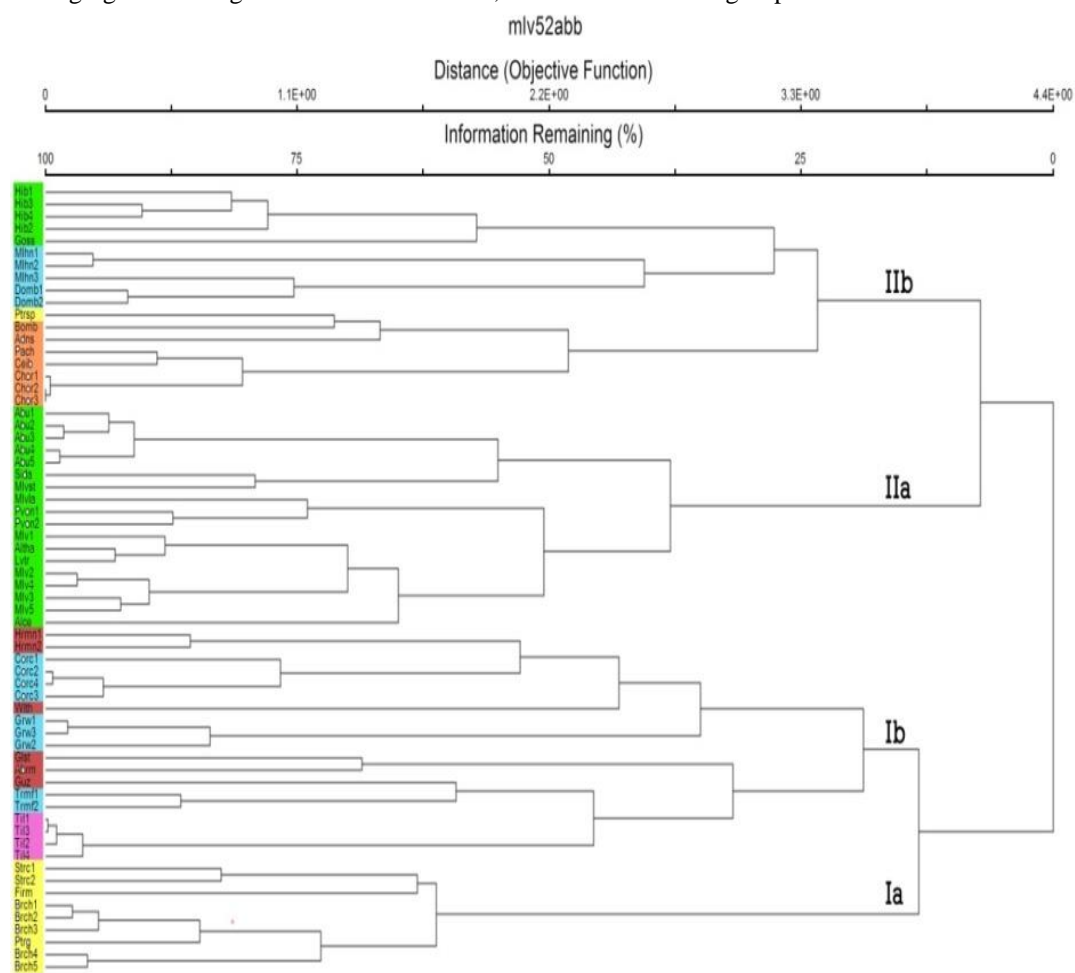 mlv52abb
Distance (Objective Function)
0 1.1E+00 2.2E+00 3.3E+00 4.4E+00
Information Remaining (%)
100 75 50 25 0
Hib1
Hib3
Hib4
Hib2
Goss
Mlhn1
Mlhn2
Mlhn3
Domb1
Domb2
IIb
Ptrsp
Bomb
Adns
Pach
Ceib
Chor1
Chor2
Chor3
Abu1
Abu2
Abu3
Abu4
Abu5
Sida
Mlvst
IIa
Mlvls
Pvon1
Pvon2
Mlv1
Altha
Lvtr
Mlv2
Mlv4
Mlv3
Mlv5
Alce
Hrmn1
Hrmn2
Corc1
Corc2
Corc4
Corc3
With
Grw1
Grw3
Grw2
Ib
Guz
Trmf1
Trmf2
Til1
Til3
Til2
Til4
Strc1
Strc2
Firm
Ia
Brch1
Brch2
Brch3
Ptrg
Brch4
Brch5